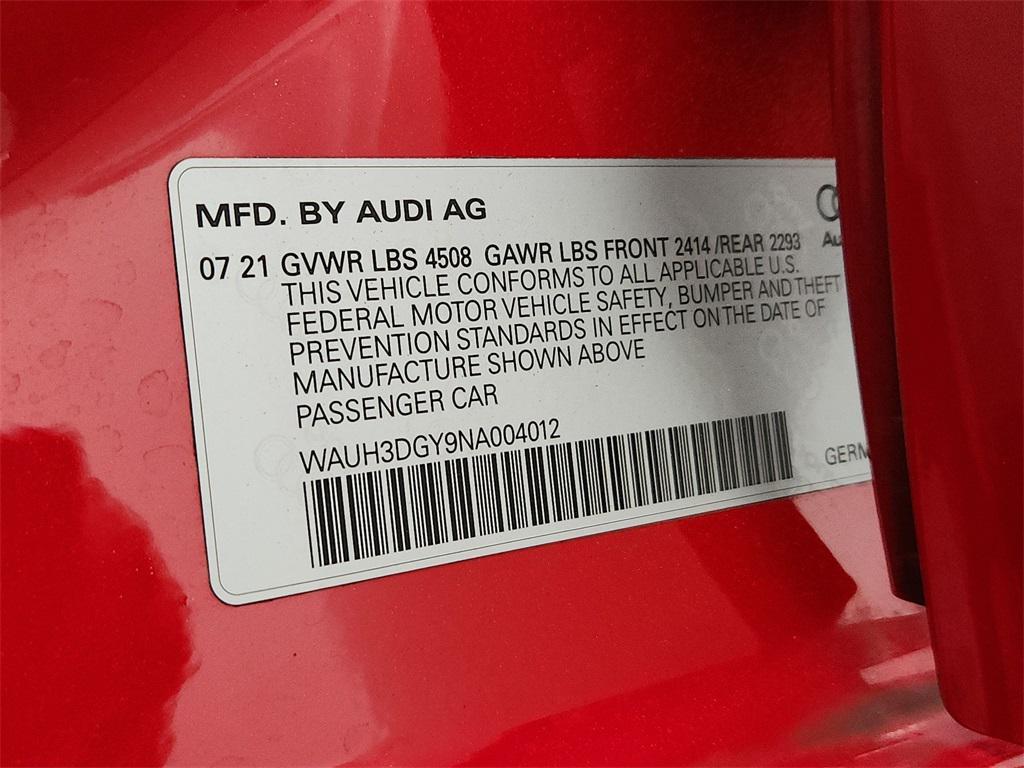 MFD. BY AUDI AG
07 21 GVWR LBS 4508 GAWR LBS FRONT 2414 /REAR 2293
THIS VEHICLE CONFORMS TO ALL APPLICABLE U.S.
FEDERAL MOTOR VEHICLE SAFETY, BUMPER AND THEFT
PREVENTION STANDARDS IN EFFECT ON THE DATE OF
MANUFACTURE SHOWN ABOVE
PASSENGER CAR
WAUH3DGY9NA004012